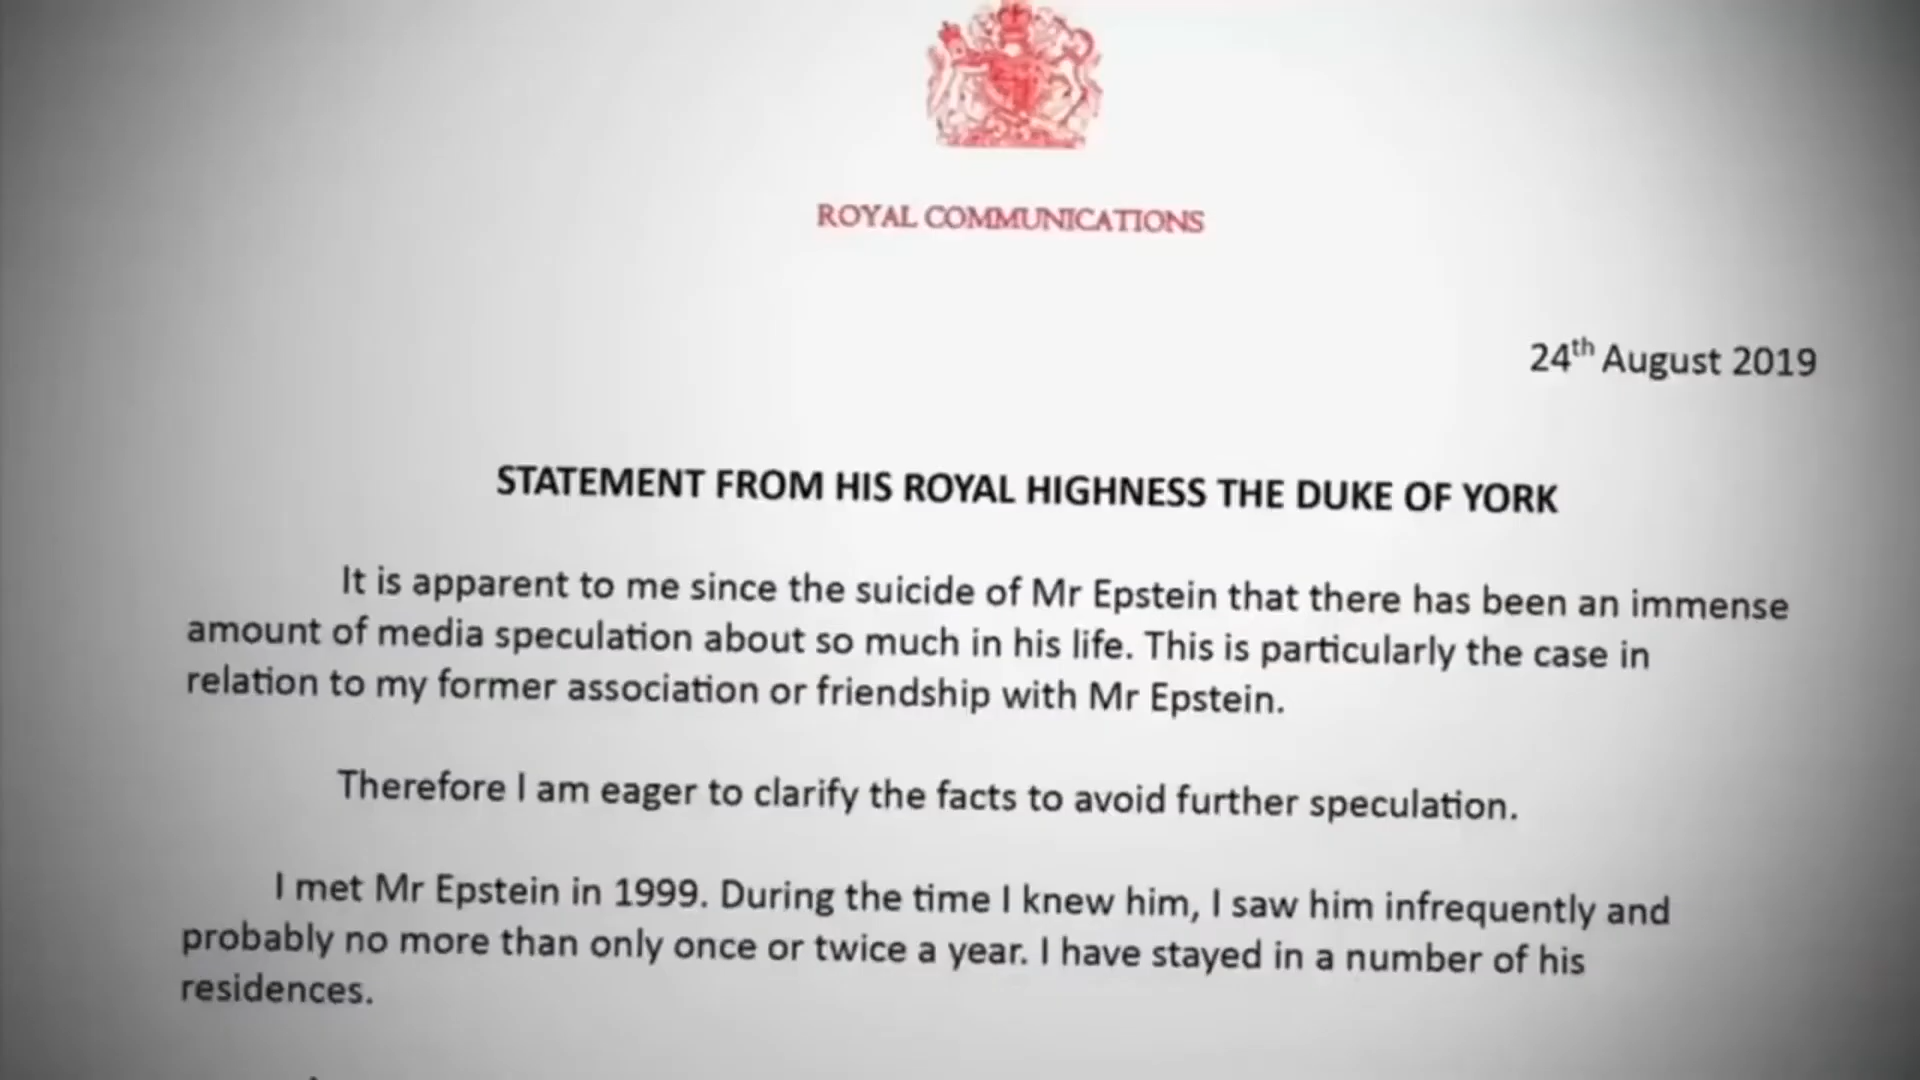 ROYAL COMMUNICATIONS
24th August 2019
STATEMENT FROM HIS ROYAL HIGHNESS THE DUKE OF YORK
It is apparent to me since the suicide of Mr Epstein that there has been an immense
amount of media speculation about so much in his life. This is particularly the case in
relation to my former association or friendship with Mr Epstein.
Therefore I am eager to clarify the facts to avoid further speculation.
I met Mr Epstein in 1999. During the time I knew him, I saw him infrequently and
probably no more than only once or twice a year. I have stayed in a number of his
residences.